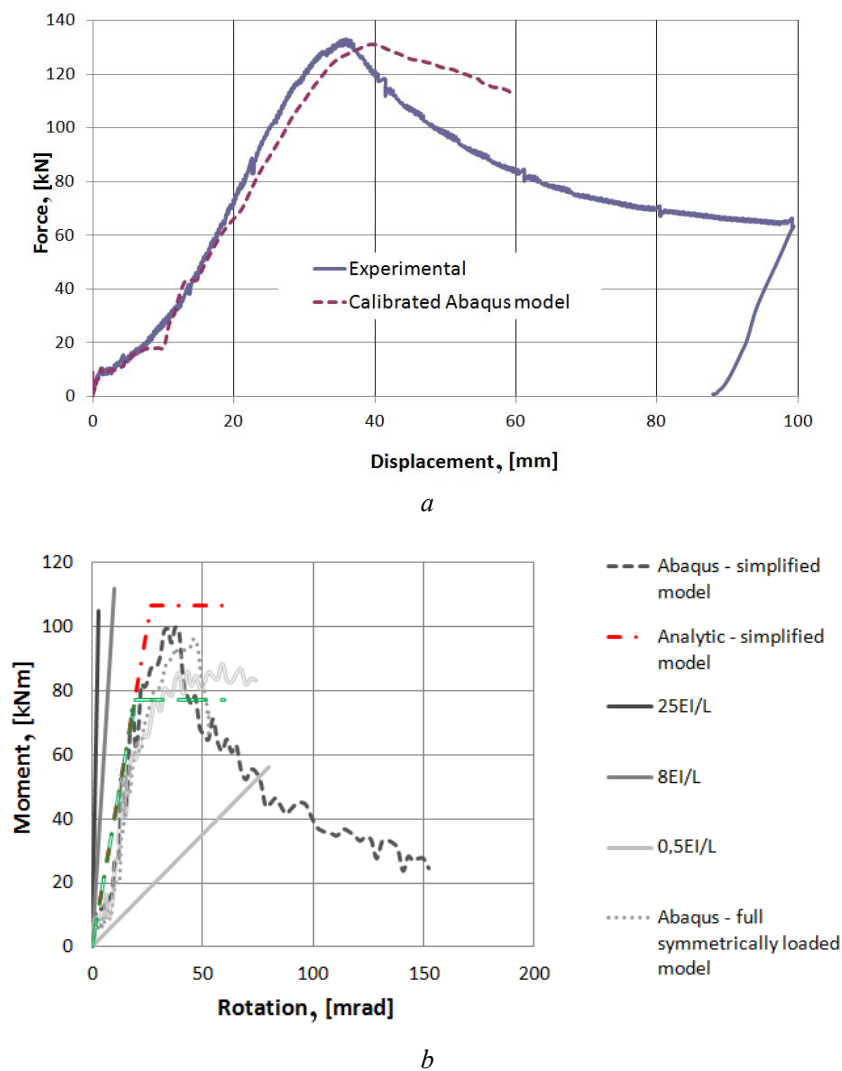 140
120
100
80
60
40
20
0
Force, [kN]
Experimental
Calibrated Abaqus model
0 20 40 60 80 100
Displacement, [mm]
a
120
100
80
60
40
20
0
Moment, [kNm]
0 50 100 150 200
Rotation, [mrad]
Abaqus - simplified
model
Analytic - simplified
model
25EI/L
8EI/L
0,5EI/L
Abaqus - full
symmetrically loaded
model
b